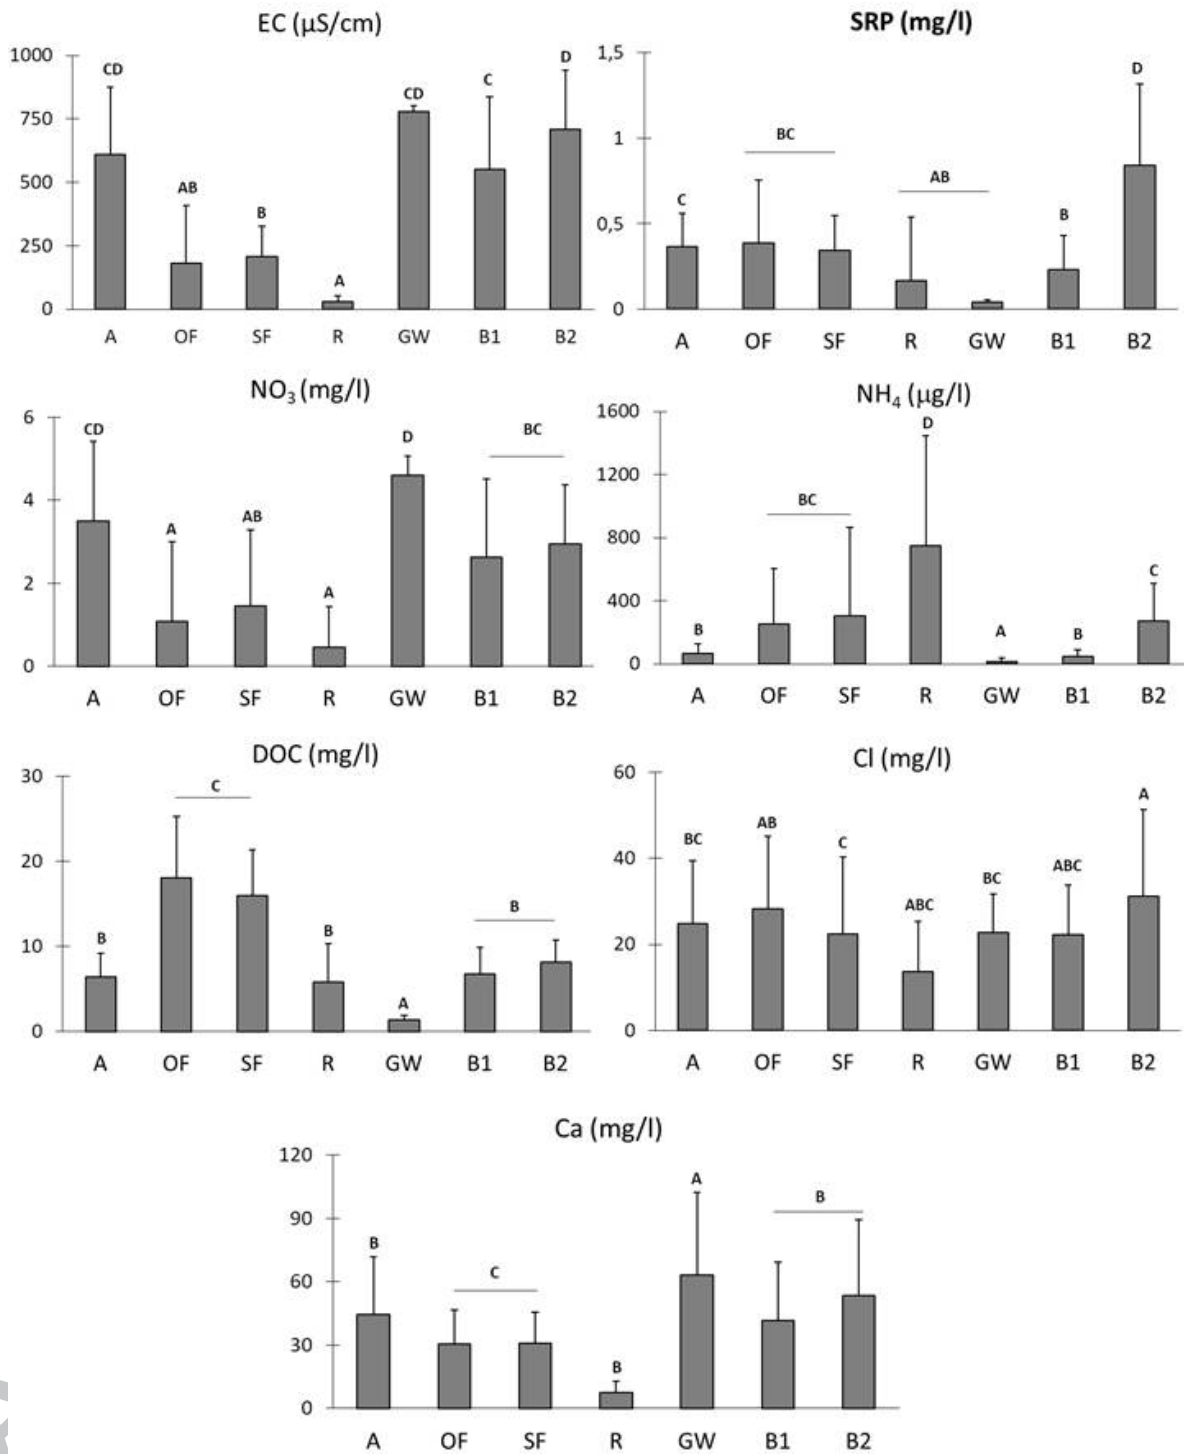 EC (µS/cm)
1000
750
500
250
0
CD
AB
B
A
CD
C
D
A OF SF R GW B1 B2
SRP (mg/l)
1,5
1
0,5
0
C
BC
AB
B
D
A OF SF R GW B1 B2
NO3 (mg/l)
6
4
2
0
CD
A
AB
A
D
BC
A OF SF R GW B1 B2
NH4 (µg/l)
1600
1200
800
400
0
B
BC
D
A
B
C
A OF SF R GW B1 B2
DOC (mg/l)
30
20
10
0
B
C
B
A
B
A OF SF R GW B1 B2
Cl (mg/l)
60
40
20
0
BC
AB
C
ABC
BC
ABC
A
A OF SF R GW B1 B2
Ca (mg/l)
120
90
60
30
0
B
C
B
A
B
A OF SF R GW B1 B2